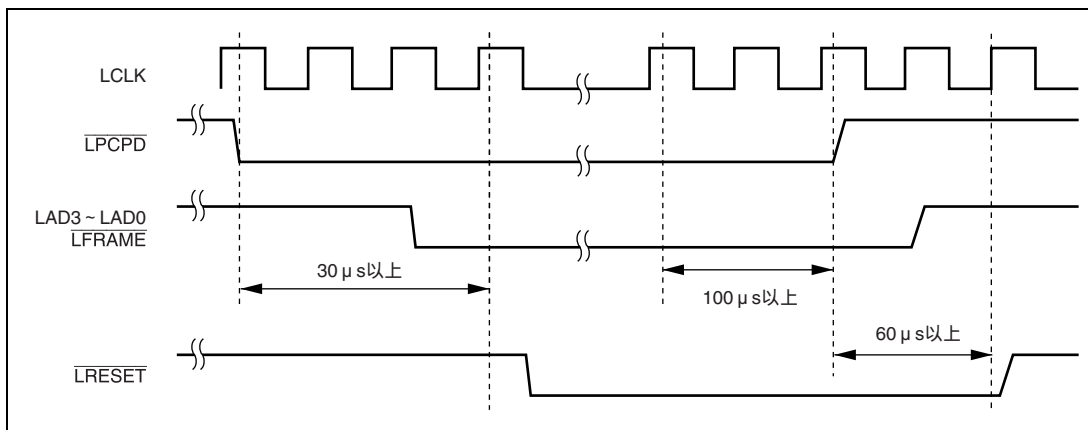 LCLK
LPCPD
LAD3 ~ LAD0
LFRAME
30 μ s以上
100 μ s以上
60 μ s以上
LRESET